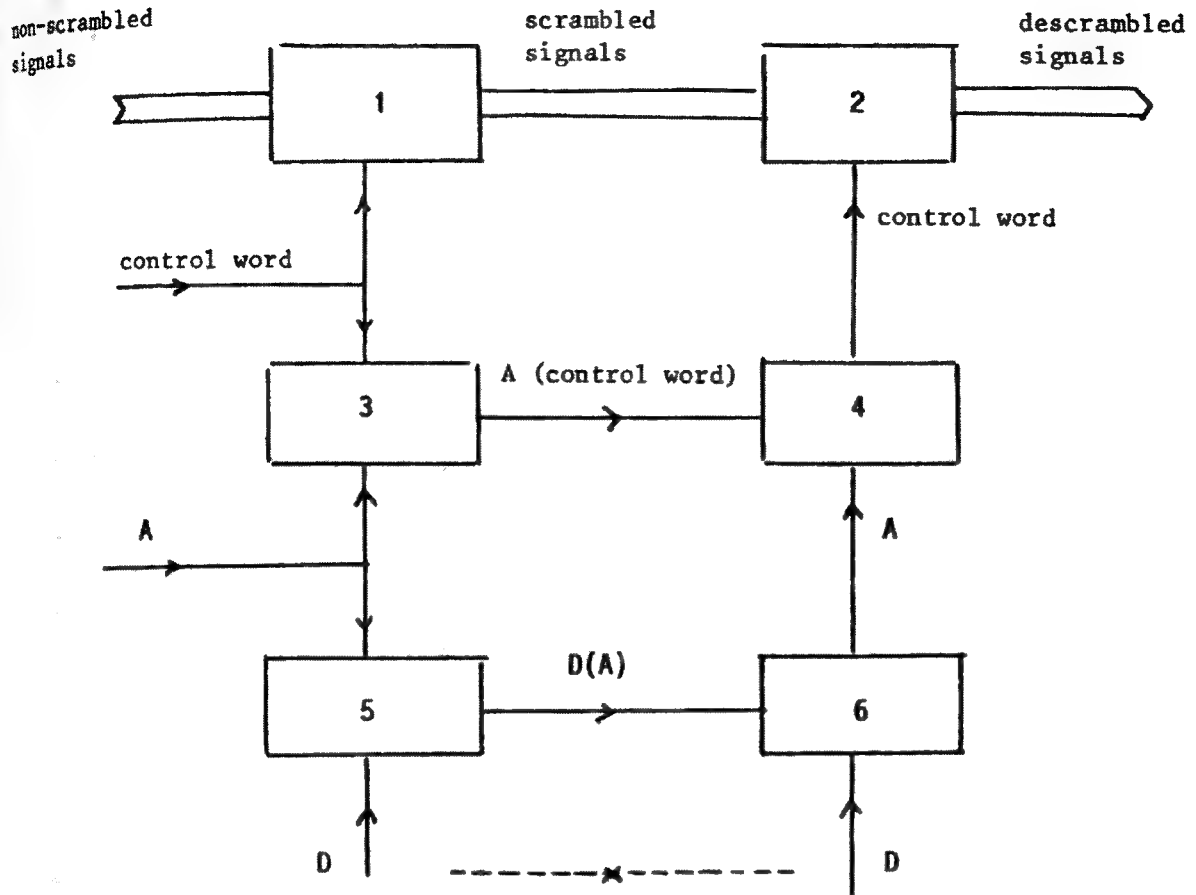 non-scrambled
signals
scrambled
signals
descrambled
signals
1
2
control word
control word
3
A (control word)
4
A
A
5
D(A)
6
D
D